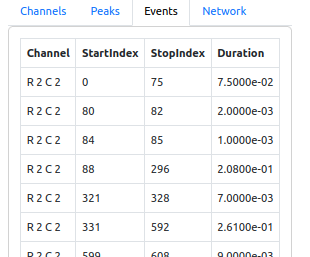 Channels Peaks Events Network
Channel StartIndex StopIndex Duration
R 2 C 2 0 75 7.5000e-02
R 2 C 2 80 82 2.0000e-03
R 2 C 2 84 85 1.0000e-03
R 2 C 2 88 296 2.0800e-01
R 2 C 2 321 328 7.0000e-03
R 2 C 2 331 592 2.6100e-01
R 2 C 2 599 608 9.0000e-03